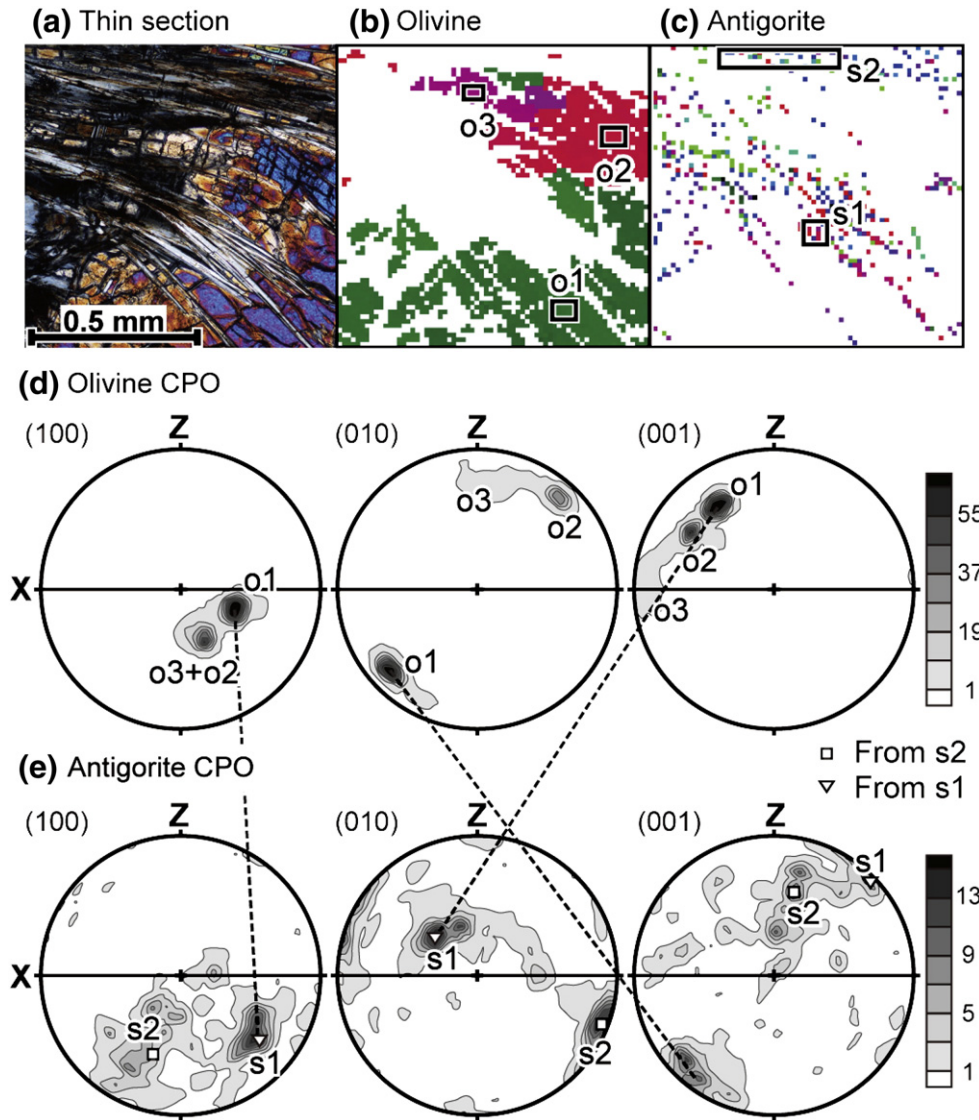 (a) Thin section
(b) Olivine
(c) Antigorite
0.5 mm
o3
o2
o1
s2
s1
(d) Olivine CPO
(100)
Z
(010)
Z
(001)
Z
X
o1
o3+o2
o3
o2
o1
o1
o2
o3
55
37
19
1
(e) Antigorite CPO
From s2
From s1
(100)
Z
(010)
Z
(001)
Z
X
s2
s1
s1
s2
s1
s2
13
9
5
1